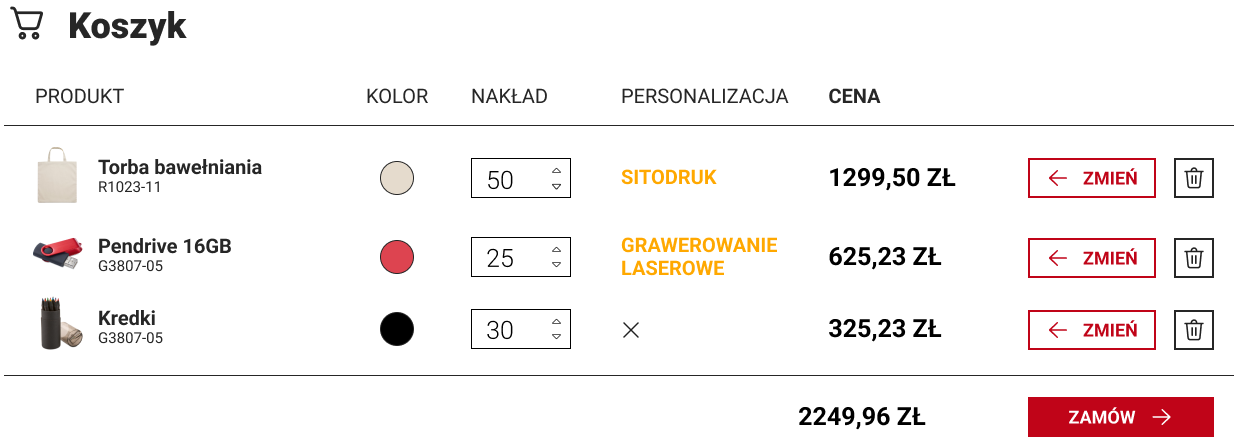 Koszyk
PRODUKT KOLOR NAKŁAD PERSONALIZACJA CENA
Torba bawełniania
R1023-11
50
SITODRUK
1299,50 ZŁ
ZMIEŃ
Pendrive 16GB
G3807-05
25
GRAWEROWANIE
LASEROWE
625,23 ZŁ
ZMIEŃ
Kredki
G3807-05
30
325,23 ZŁ
ZMIEŃ
2249,96 ZŁ
ZAMÓW